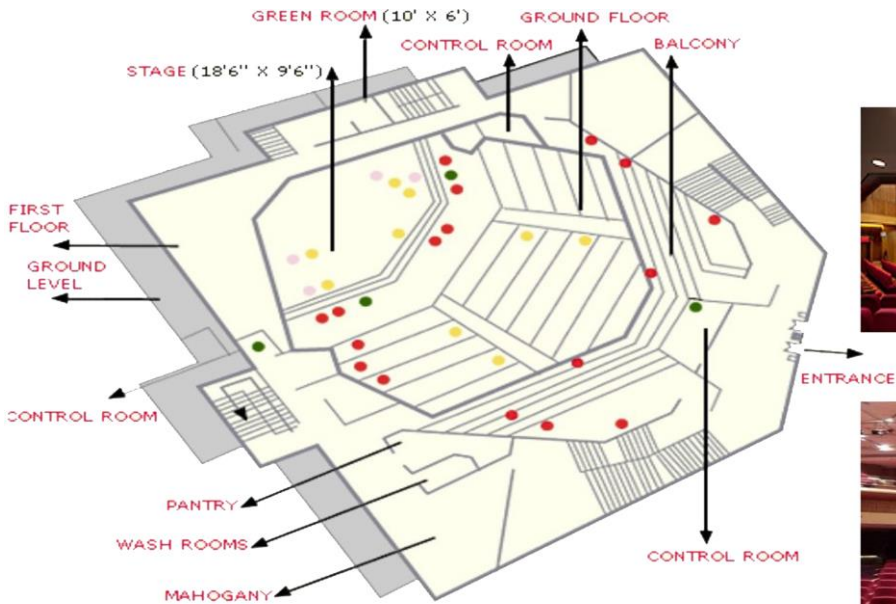 GREEN ROOM (10' X 6')
GROUND FLOOR
CONTROL ROOM
BALCONY
STAGE (18'6" X 9'6")
FIRST
FLOOR
GROUND
LEVEL
ENTRANCE
CONTROL ROOM
PANTRY
WASH ROOMS
CONTROL ROOM
MAHOGANY